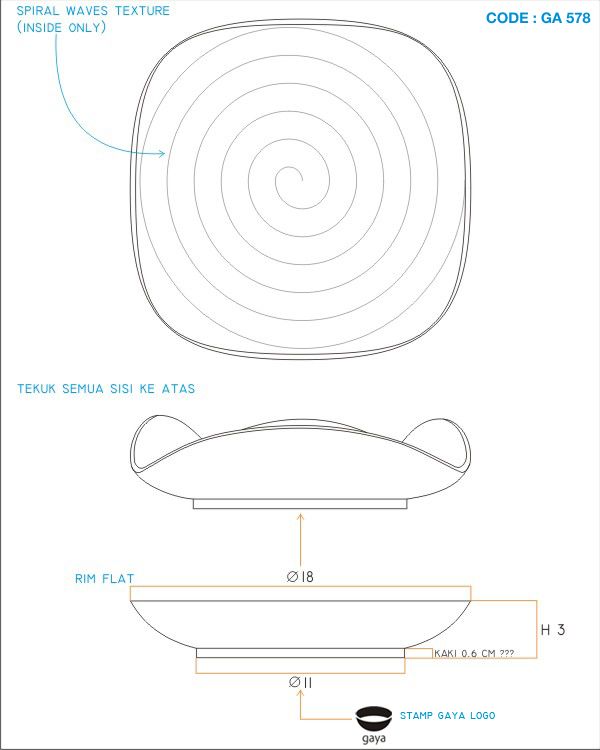 SPIRAL WAVES TEXTURE
(INSIDE ONLY)
CODE : GA 578
TEKUK SEMUA SISI KE ATAS
Ø18
RIM FLAT
H 3
KAKI 0.6 CM ???
Ø11
STAMP GAYA LOGO
gaya